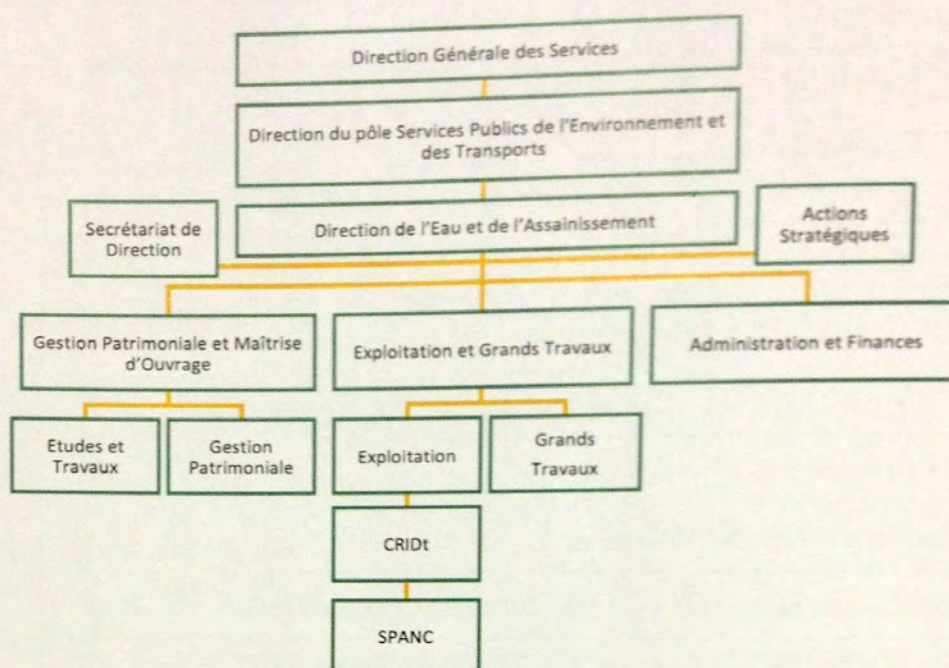 Direction Générale des Services
Direction du pôle Services Publics de l'Environnement et
des Transports
Secrétariat de
Direction
Direction de l'Eau et de l'Assainissement
Actions
Stratégiques
Gestion Patrimoniale et Maîtrise
d'Ouvrage
Exploitation et Grands Travaux
Administration et Finances
Etudes et
Travaux
Gestion
Patrimoniale
Exploitation
Grands
Travaux
CRIDt
SPANC